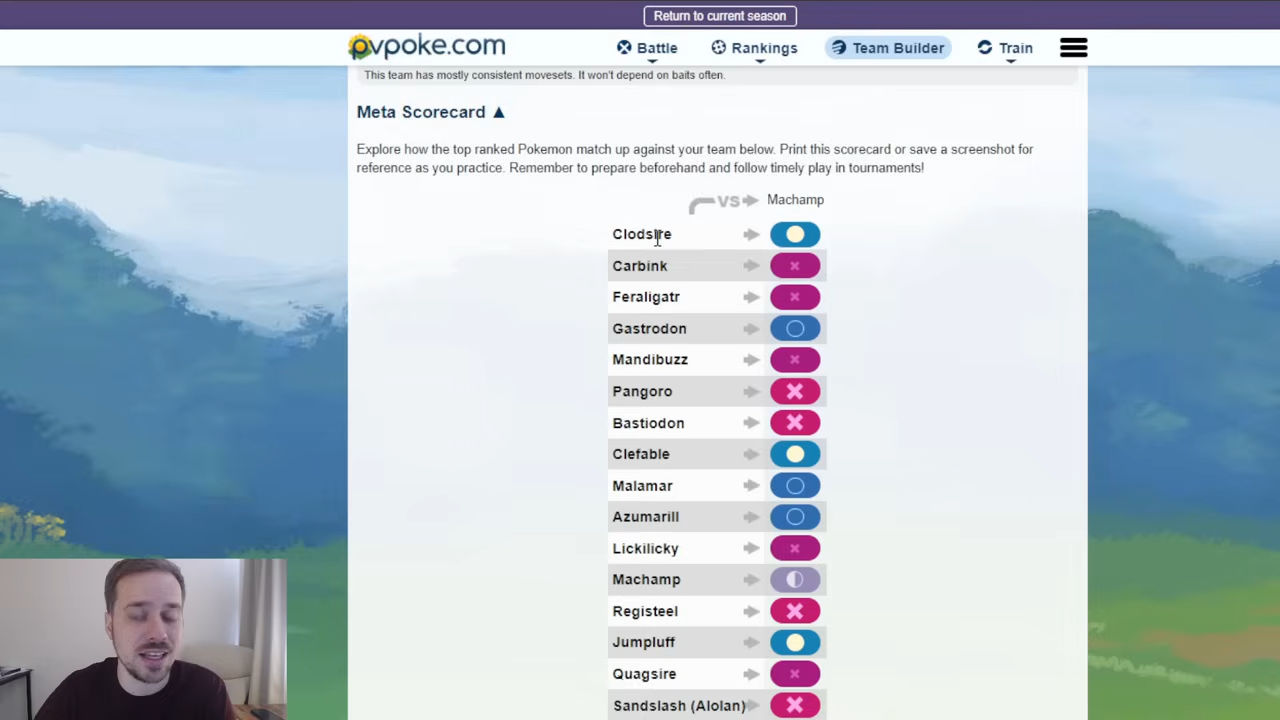 Return to current season
pvpoke.com
Battle
Rankings
Team Builder
Train
This team has mostly consistent movesets. It won't depend on baits often.
Meta Scorecard ▲
Explore how the top ranked Pokemon match up against your team below. Print this scorecard or save a screenshot for
reference as you practice. Remember to prepare beforehand and follow timely play in tournaments!
VS Machamp
Clodsire
Carbink
Feraligatr
Gastrodon
Mandibuzz
Pangoro
Bastiodon
Clefable
Malamar
Azumarill
Lickilicky
Machamp
Registeel
Jumpluff
Quagsire
Sandslash (Alolan)